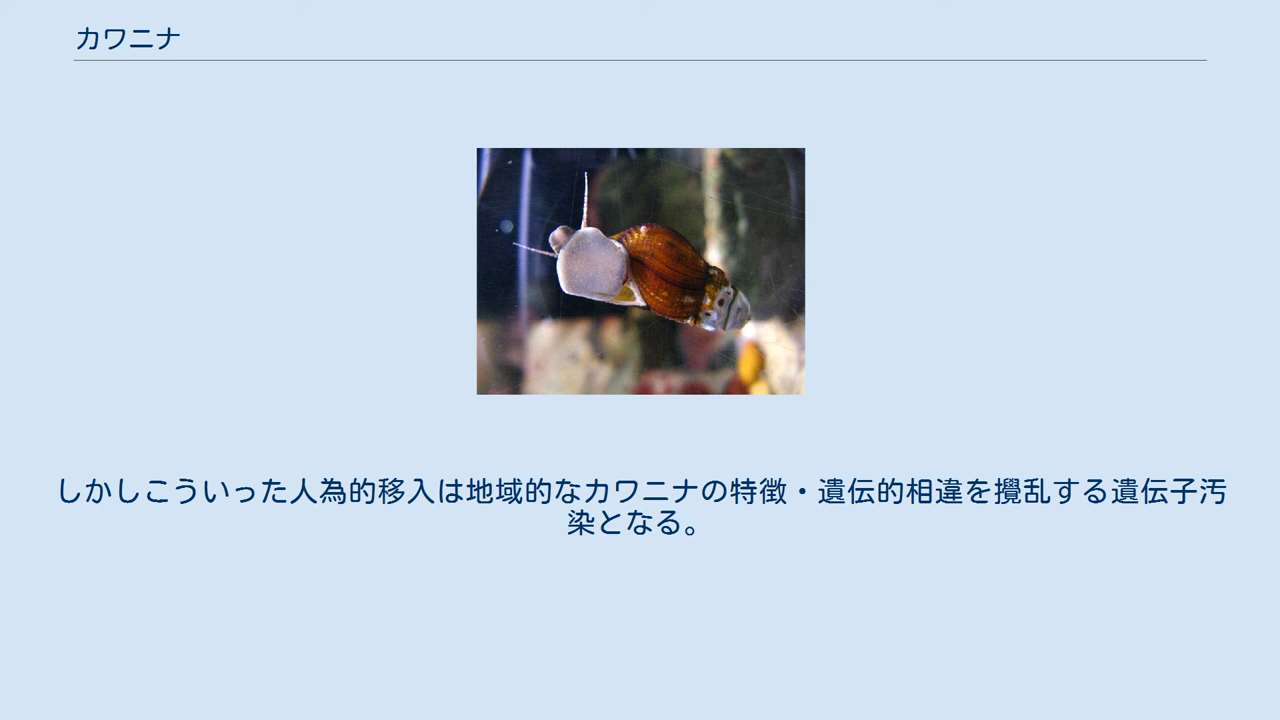 カワニナ
しかしこういった人為的移入は地域的なカワニナの特徴・遺伝的相違を攪乱する遺伝子汚
染となる。